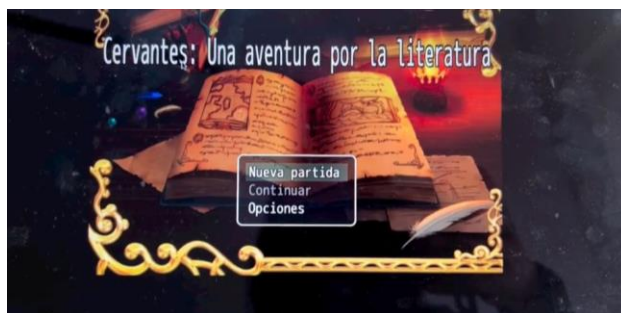 Cervantes: Una aventura por la literatura
Nueva partida
Continuar
Opciones